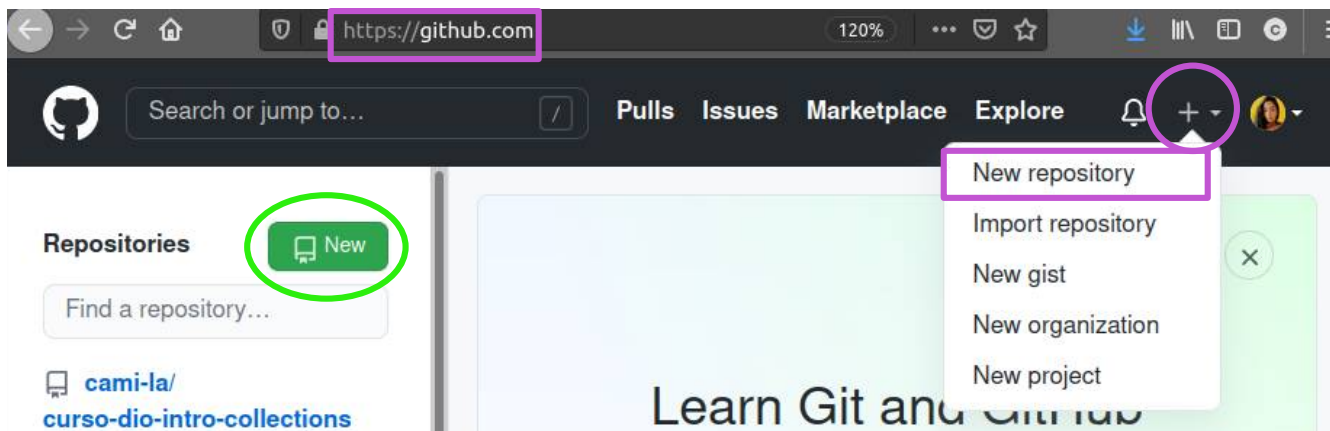 https://github.com
120%
Search or jump to...
/
Pulls Issues Marketplace Explore
New repository
Import repository
New gist
New organization
New project
Repositories
New
Find a repository...
cami-la/
curso-dio-intro-collections
Learn Git and GitHub